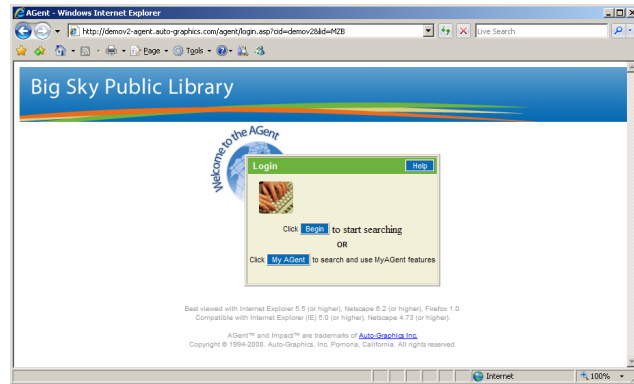 AGent - Windows Internet Explorer
http://demov2-agent.auto-graphics.com/agent/login.asp?cid=demov2&lid=MZB
Live Search
Page Tools
Big Sky Public Library
Welcome to the AGent
Login Help
Click Begin to start searching
OR
Click My AGent to search and use MyAGent features
Best viewed with Internet Explorer 5.5 (or higher), Netscape 6.2 (or higher), Firefox 1.0.
Compatible with Internet Explorer (IE) 5.0 (or higher), Netscape 4.73 (or higher).
AGent™ and Impact™ are trademarks of Auto-Graphics Inc.
Copyright © 1994-2008. Auto-Graphics, Inc. Pomona, California. All rights reserved.
Internet 100%